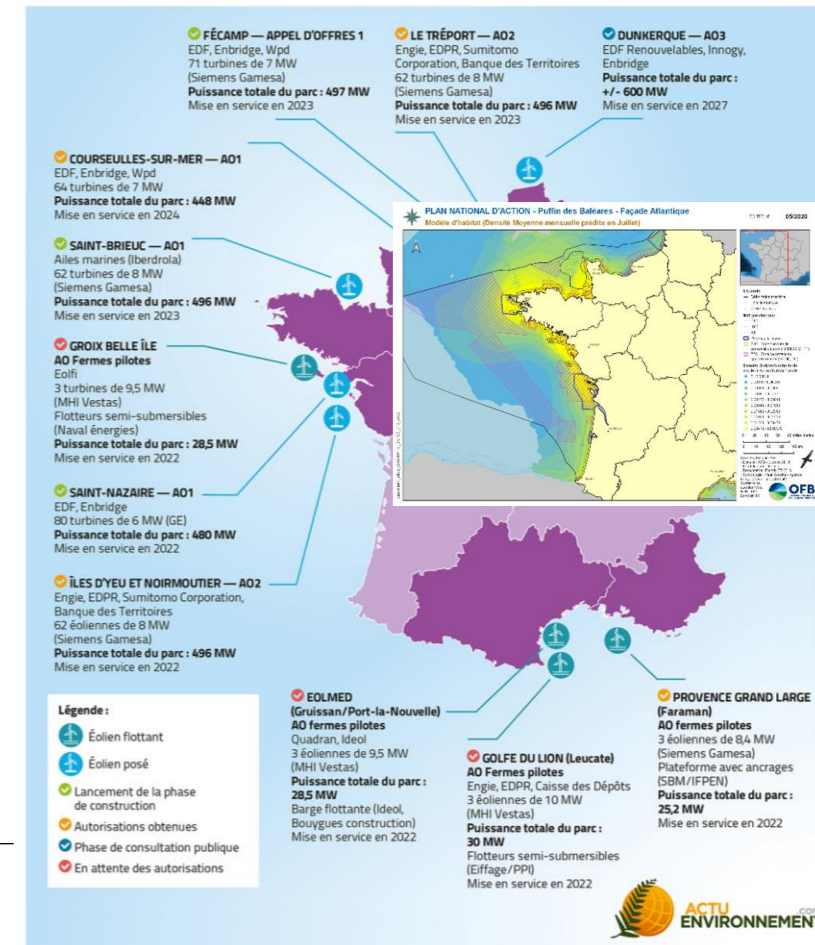 FÉCAMP — APPEL D'OFFRES 1
EDF, Enbridge, Wpd
71 turbines de 7 MW
(Siemens Gamesa)
Puissance totale du parc : 497 MW
Mise en service en 2023
LE TRÉPORT — AO2
Engie, EDPR, Sumitomo
Corporation, Banque des Territoires
62 turbines de 8 MW
(Siemens Gamesa)
Puissance totale du parc : 496 MW
Mise en service en 2023
DUNKERQUE — AO3
EDF Renouvelables, Innogy,
Enbridge
Puissance totale du parc :
+/- 600 MW
Mise en service en 2027
COURSEULLES-SUR-MER — AO1
EDF, Enbridge, Wpd
64 turbines de 7 MW
Puissance totale du parc : 448 MW
Mise en service en 2024
PLAN NATIONAL D'ACTION - Puffin des Baléares - Façade Atlantique
Modèle d'habitat (Densité Moyenne mensuelle prédits en Juillet)
05/2020
OFB
SAINT-BRIEUC — AO1
Ailes marines (Iberdrola)
62 turbines de 8 MW
(Siemens Gamesa)
Puissance totale du parc : 496 MW
Mise en service en 2023
GROIX BELLE ÎLE
AO Fermes pilotes
Eolfi
3 turbines de 9,5 MW
(MHI Vestas)
Flotteurs semi-submersibles
(Naval énergies)
Puissance totale du parc : 28,5 MW
Mise en service en 2022
SAINT-NAZAIRE — AO1
EDF, Enbridge
80 turbines de 6 MW (GE)
Puissance totale du parc : 480 MW
Mise en service en 2022
ÎLES D'YEU ET NOIRMOUTIER — AO2
Engie, EDPR, Sumitomo Corporation,
Banque des Territoires
62 éoliennes de 8 MW
(Siemens Gamesa)
Puissance totale du parc : 496 MW
Mise en service en 2022
Légende :
Éolien flottant
Éolien posé
Lancement de la phase
de construction
Autorisations obtenues
Phase de consultation publique
En attente des autorisations
EOLMED
(Gruissan/Port-la-Nouvelle)
AO fermes pilotes
Quadran, Ideol
3 éoliennes de 9,5 MW
(MHI Vestas)
Puissance totale du parc :
28,5 MW
Barge flottante (Ideol,
Bouygues construction)
Mise en service en 2022
GOLFE DU LION (Leucate)
AO Fermes pilotes
Engie, EDPR, Caisse des Dépôts
3 éoliennes de 10 MW
(MHI Vestas)
Puissance totale du parc :
30 MW
Flotteurs semi-submersibles
(Eiffage/PPI)
Mise en service en 2022
PROVENCE GRAND LARGE
(Faraman)
AO fermes pilotes
3 éoliennes de 8,4 MW
(Siemens Gamesa)
Plateforme avec ancrages
(SBM/IFPEN)
Puissance totale du parc :
25,2 MW
Mise en service en 2022
ACTU
ENVIRONNEMENT
.com